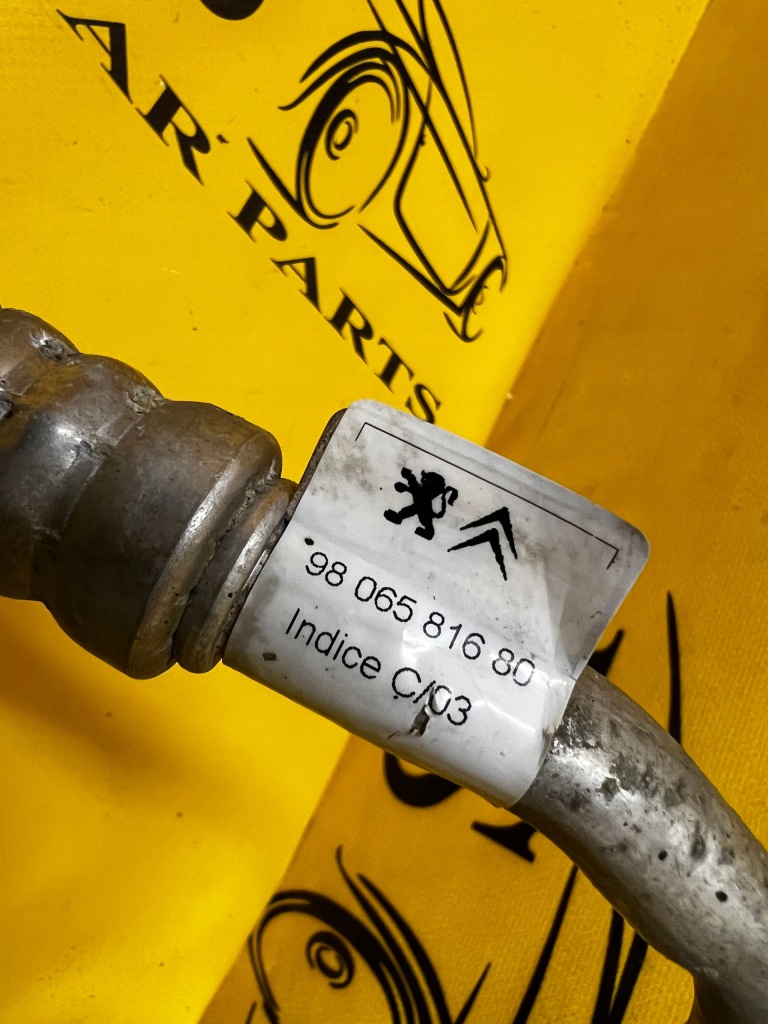 AR PARTS
98 065 816 80
Indice C/03